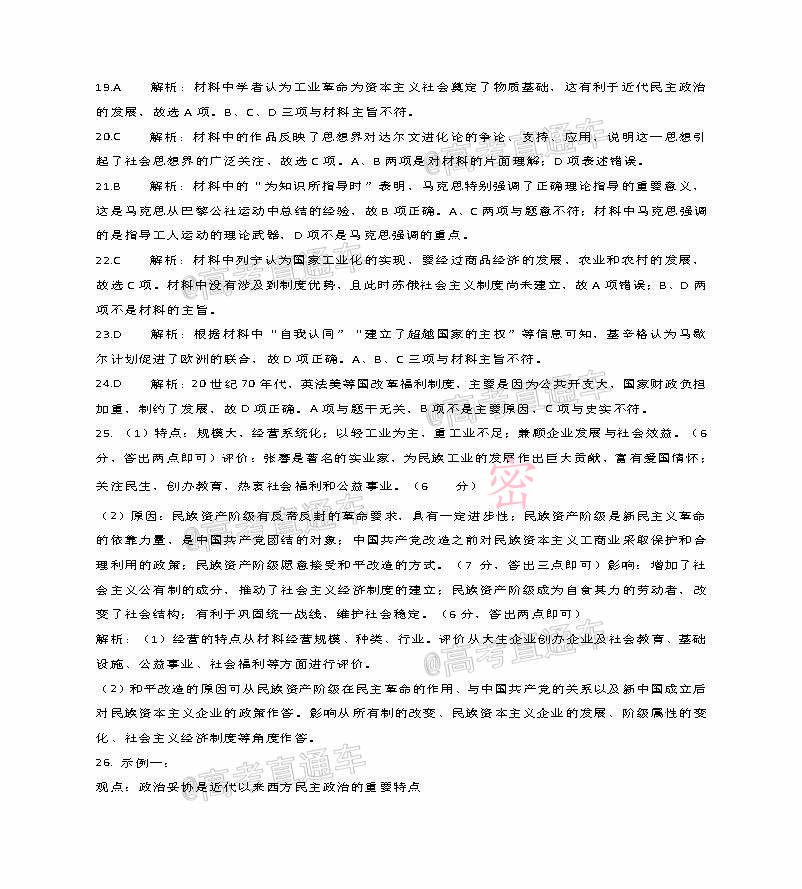 19.A 解析：材料中学者认为工业革命为资本主义社会奠定了物质基础，这有利于近代民主政治
的发展，故选 A 项。B、C、D 三项与材料主旨不符。
20.C 解析：材料中的作品反映了思想界对达尔文进化论的争论、支持、应用，说明这一思想引
起了社会思想界的广泛关注，故选 C 项。A、B 两项是对材料的片面理解；D 项表述错误。
21.B 解析：材料中的“为知识所指导时”表明，马克思特别强调了正确理论指导的重要意义，
这是马克思从巴黎公社运动中总结的经验，故 B 项正确。A、C 两项与题意不符；材料中马克思强调
的是指导工人运动的理论武器，D 项不是马克思强调的重点。
22.C 解析：材料中列宁认为国家工业化的实现，要经过商品经济的发展、农业和农村的发展，
故选 C 项。材料中没有涉及到制度优势，且此时苏俄社会主义制度尚未建立，故 A 项错误；B、D 两
项不是材料的主旨。
23.D 解析：根据材料中“自我认同”“建立了超越国家的主权”等信息可知，基辛格认为马歇
尔计划促进了欧洲的联合，故 D 项正确。A、B、C 三项与材料主旨不符。
24.D 解析：20 世纪 70 年代，英法美等国改革福利制度，主要是因为公共开支大，国家财政负担
加重，制约了发展，故 D 项正确。A 项与题干无关，B 项不是主要原因，C 项与史实不符。
25. （1）特点：规模大，经营系统化；以轻工业为主，重工业不足；兼顾企业发展与社会效益。（6
分，答出两点即可）评价：张謇是著名的实业家，为民族工业的发展作出巨大贡献，富有爱国情怀；
关注民生，创办教育，热衷社会福利和公益事业。（6 分）
密
（2）原因：民族资产阶级有反帝反封的革命要求，具有一定进步性；民族资产阶级是新民主义革命
的依靠力量，是中国共产党团结的对象；中国共产党改造之前对民族资本主义工商业采取保护和合
理利用的政策；民族资产阶级愿意接受和平改造的方式。（7 分，答出三点即可）影响：增加了社
会主义公有制的成分，推动了社会主义经济制度的建立；民族资产阶级成为自食其力的劳动者，改
变了社会结构；有利于巩固统一战线，维护社会稳定。（6 分，答出两点即可）
解析：（1）经营的特点从材料经营规模、种类、行业。评价从大生企业创办企业及社会教育、基础
设施、公益事业、社会福利等方面进行评价。
（2）和平改造的原因可从民族资产阶级在民主革命的作用、与中国共产党的关系以及新中国成立后
对民族资本主义企业的政策作答。影响从所有制的改变、民族资本主义企业的发展、阶级属性的变
化、社会主义经济制度等角度作答。
26. 示例一：
观点：政治妥协是近代以来西方民主政治的重要特点
@高考直通车
@高考直通车
@高考直通车
@高考直通车
@高考直通车
@高考直通车